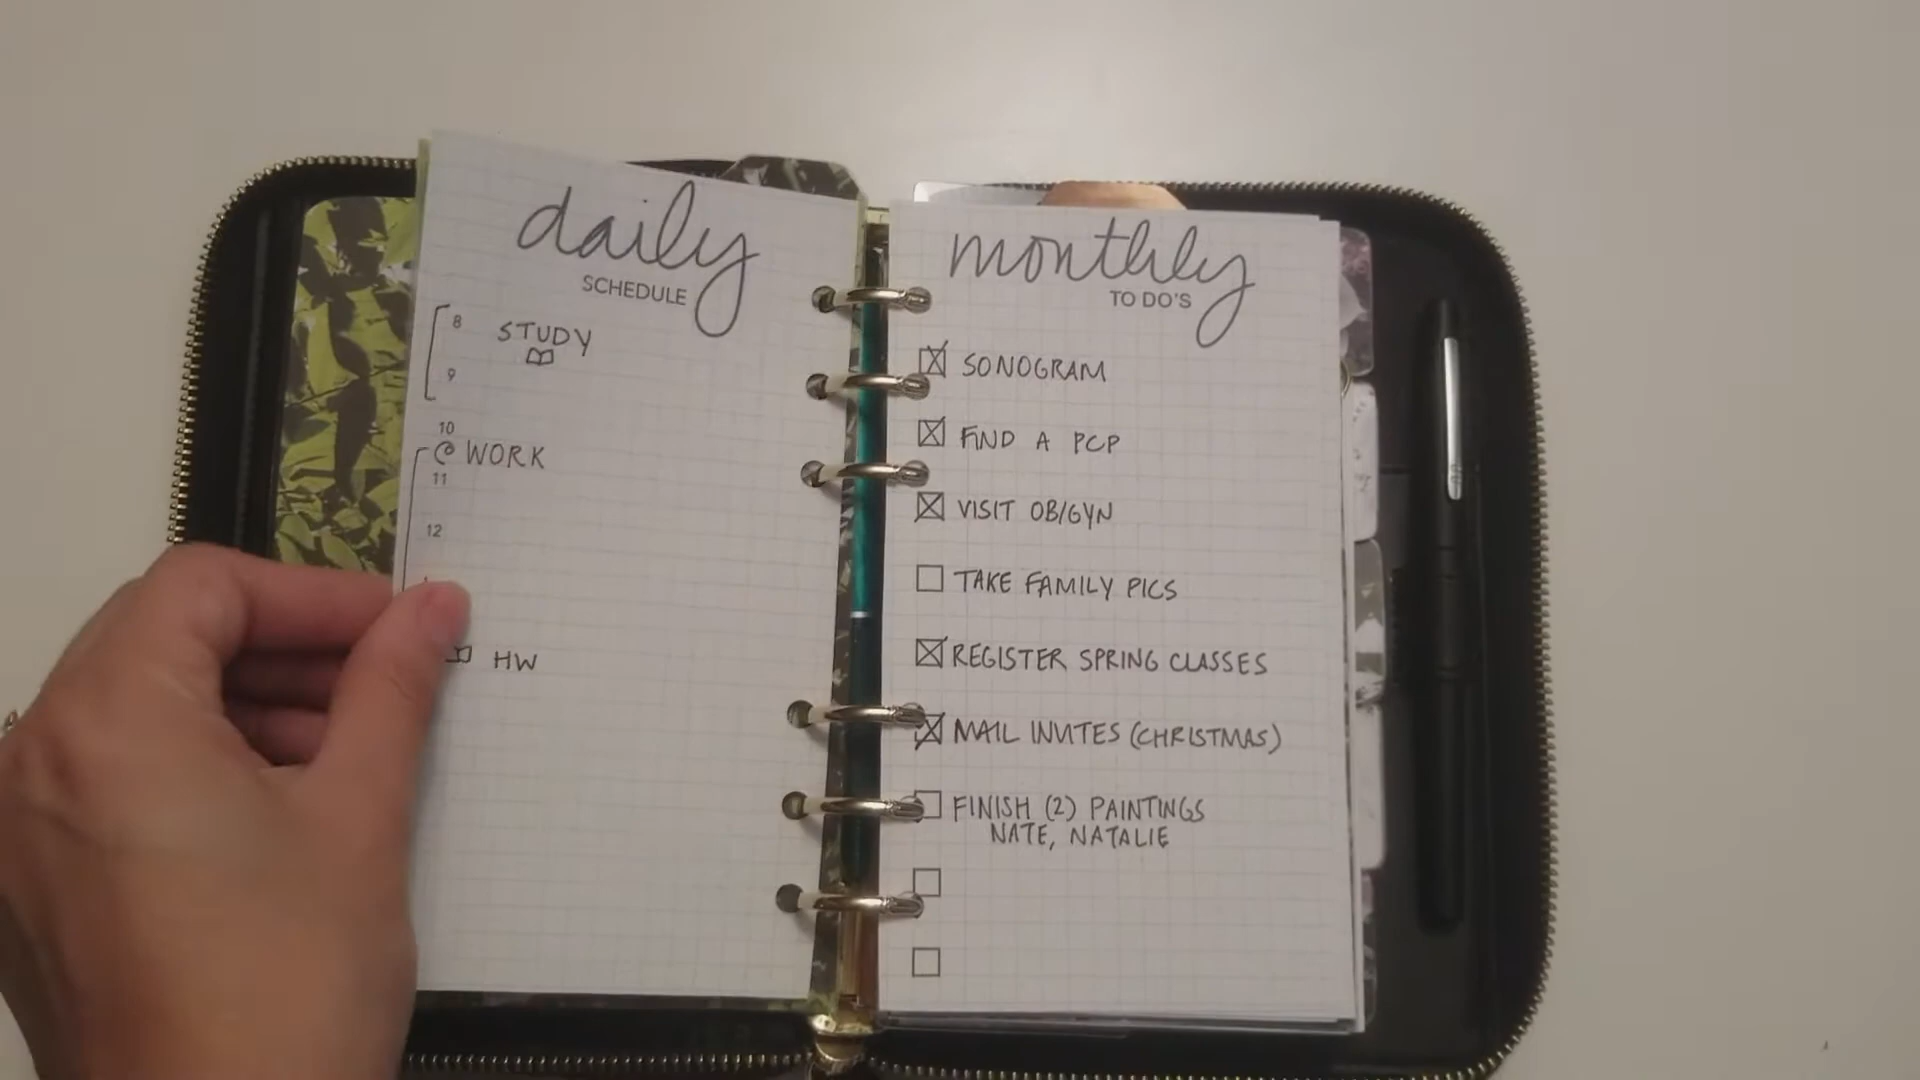 daily
SCHEDULE
8 STUDY
9
10
@ WORK
11
12
HW
monthly
TO DO'S
SONOGRAM
FIND A PCP
VISIT OB/GYN
TAKE FAMILY PICS
REGISTER SPRING CLASSES
MAIL INVITES (CHRISTMAS)
FINISH (2) PAINTINGS
NATE, NATALIE